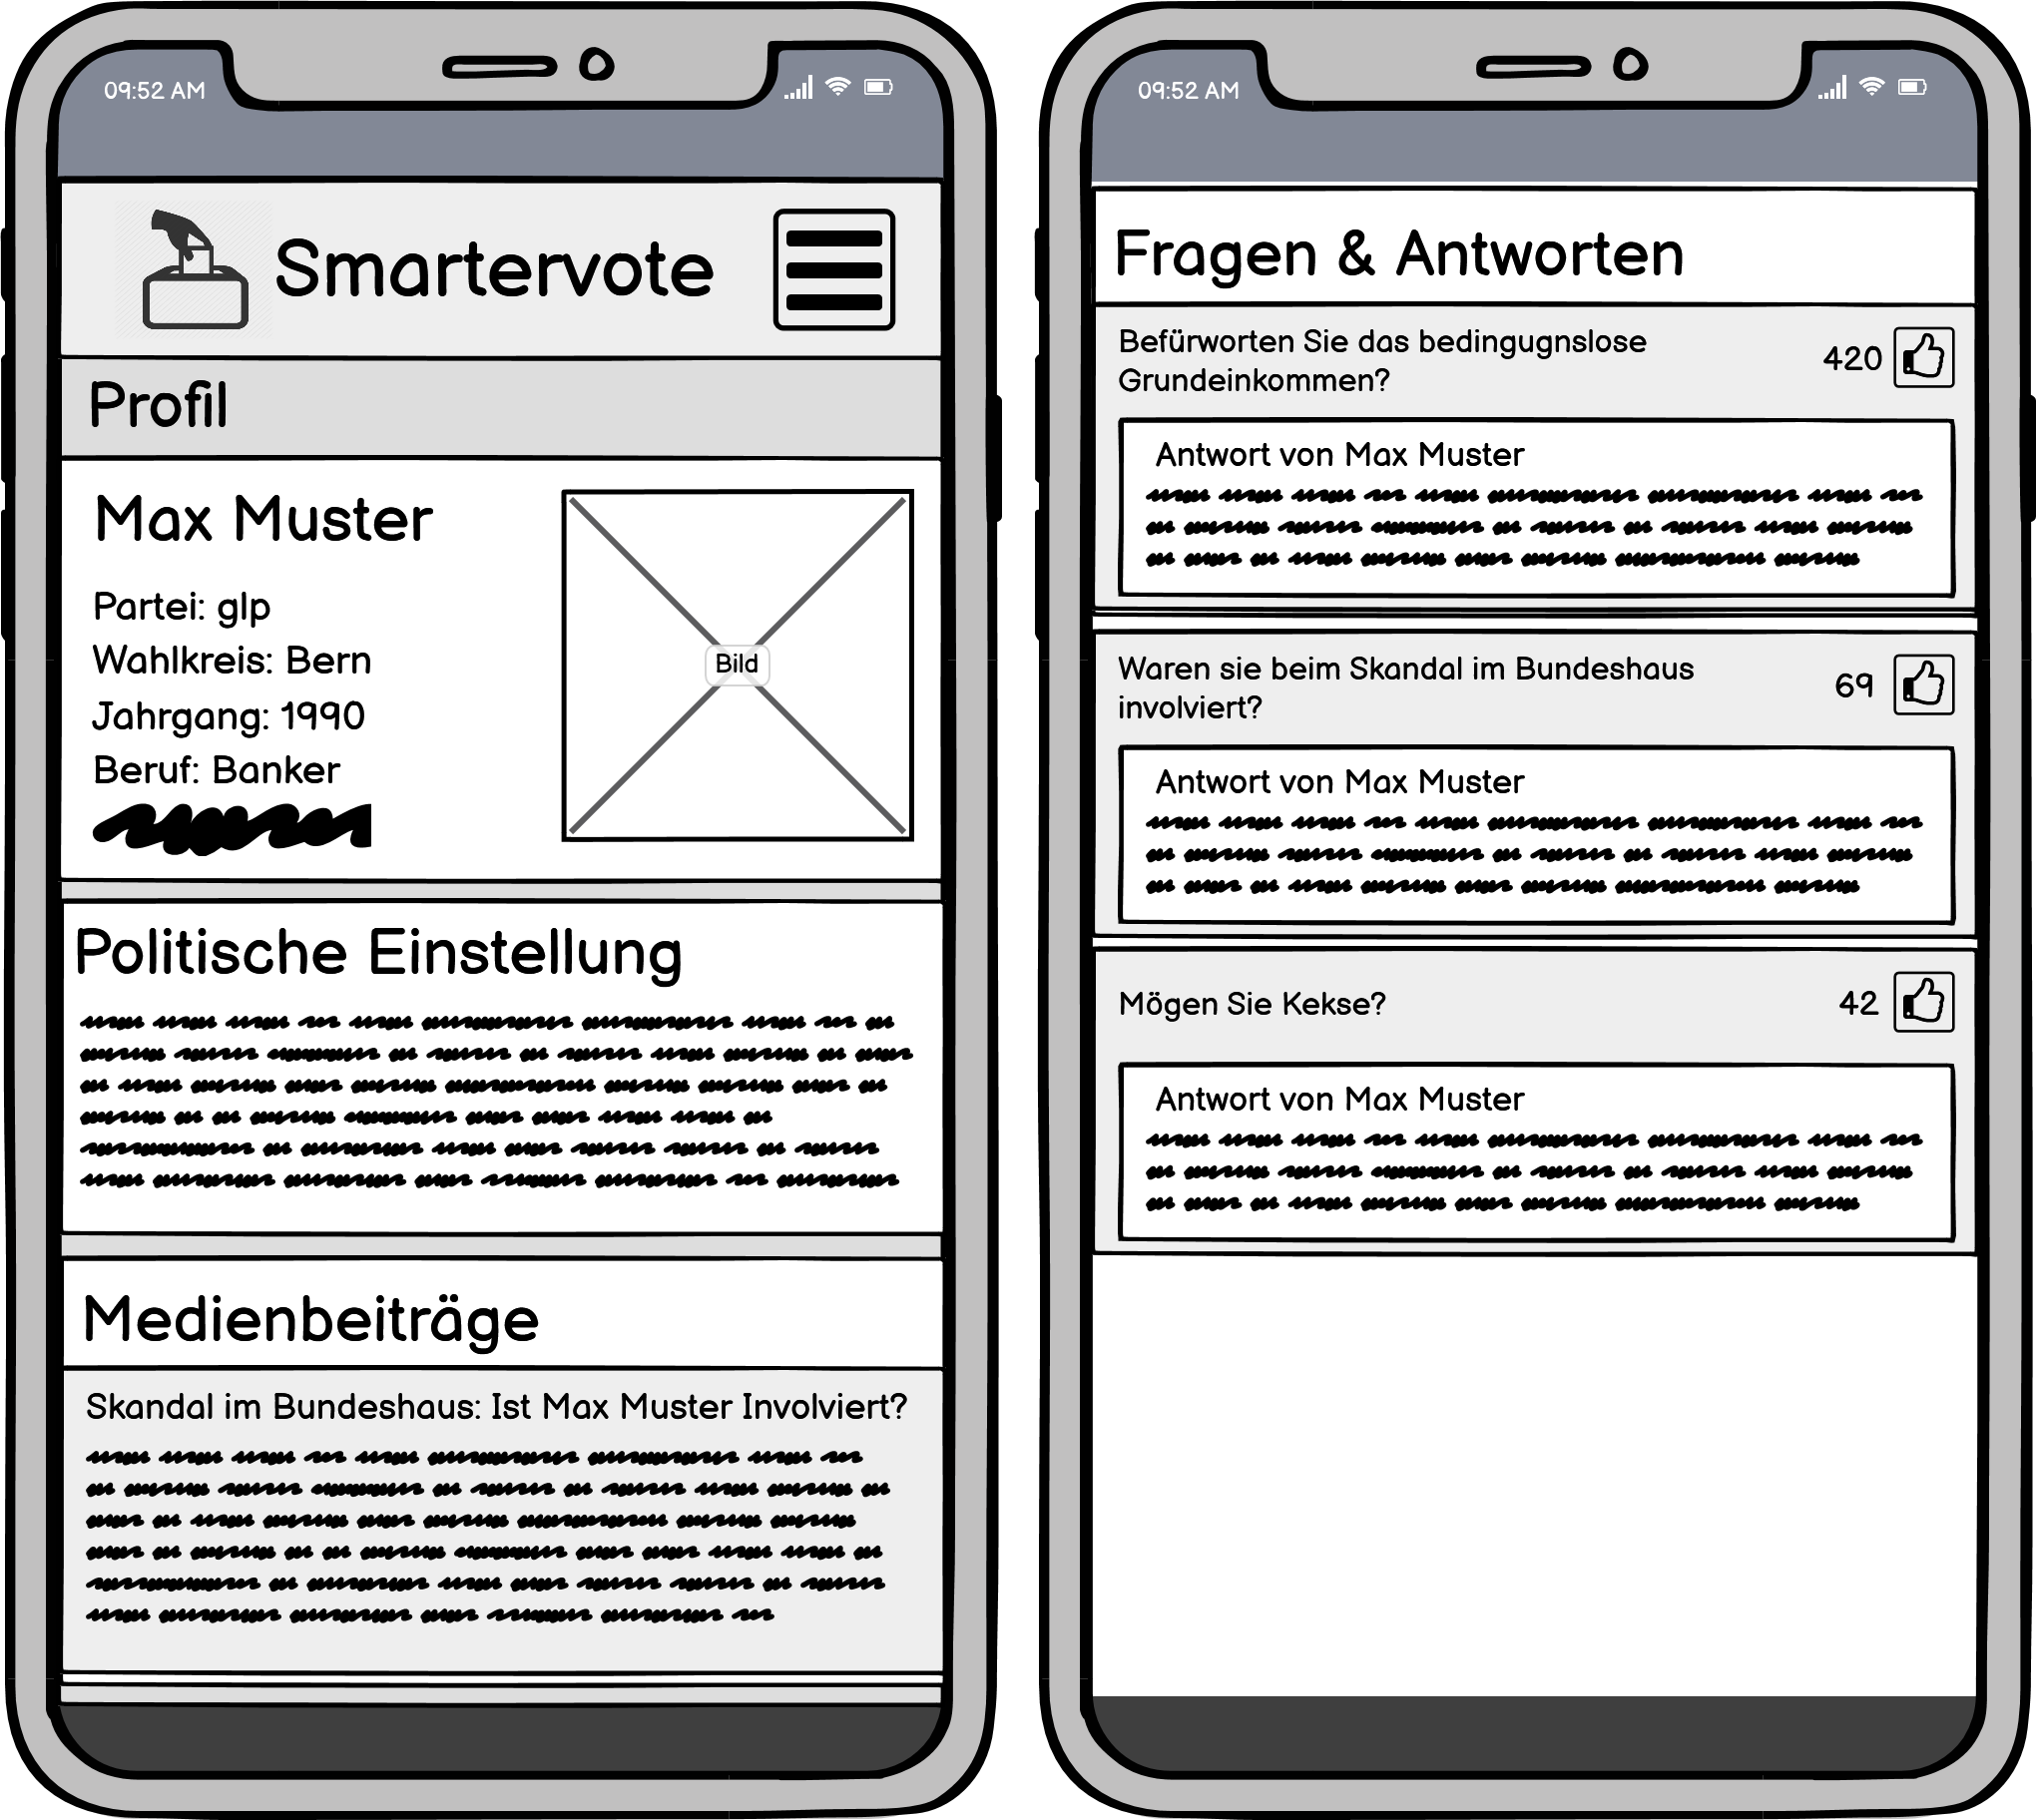 09:52 AM
Smartervote
Profil
Max Muster
Partei: glp
Wahlkreis: Bern
Jahrgang: 1990
Beruf: Banker
Bild
Politische Einstellung
Medienbeiträge
Skandal im Bundeshaus: Ist Max Muster Involviert?
09:52 AM
Fragen & Antworten
Befürworten Sie das bedingugnslose
Grundeinkommen?
420
Antwort von Max Muster
Waren sie beim Skandal im Bundeshaus
involviert?
69
Antwort von Max Muster
Mögen Sie Kekse?
42
Antwort von Max Muster